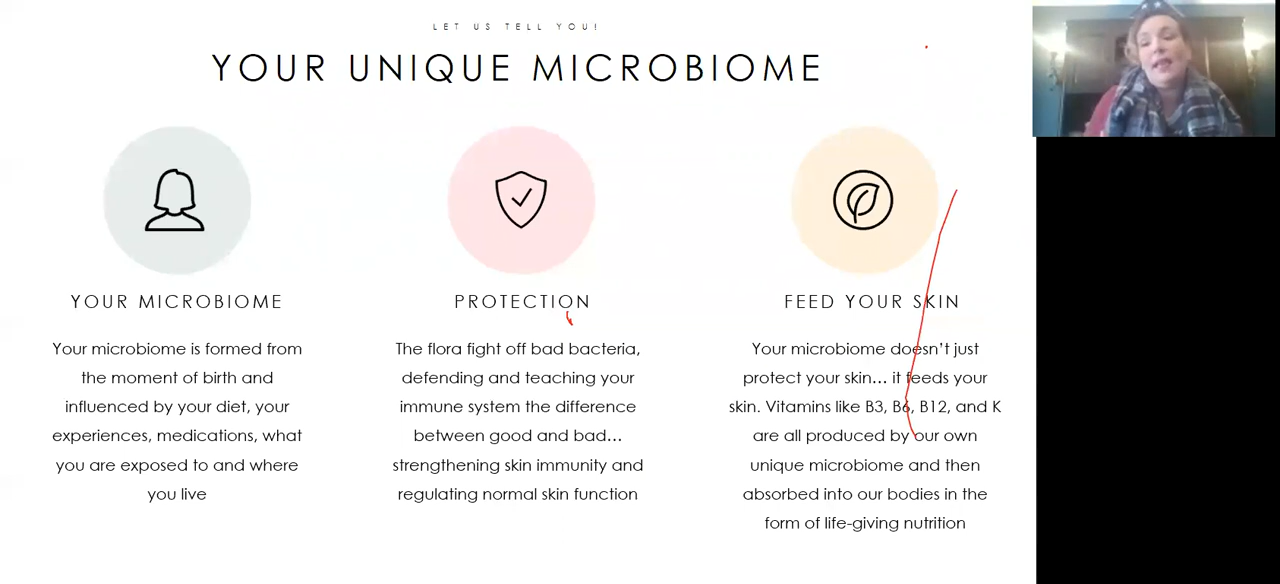 LET US TELL YOU!
YOUR UNIQUE MICROBIOME
YOUR MICROBIOME
Your microbiome is formed from
the moment of birth and
influenced by your diet, your
experiences, medications, what
you are exposed to and where
you live
PROTECTION
The flora fight off bad bacteria,
defending and teaching your
immune system the difference
between good and bad...
strengthening skin immunity and
regulating normal skin function
FEED YOUR SKIN
Your microbiome doesn't just
protect your skin... it feeds your
skin. Vitamins like B3, B6, B12, and K
are all produced by our own
unique microbiome and then
absorbed into our bodies in the
form of life-giving nutrition